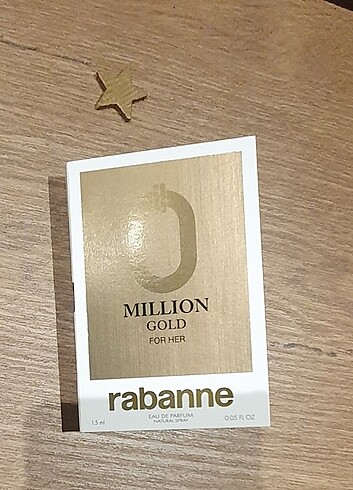 MILLION
GOLD
FOR HER
rabanne
EAU DE PARFUM
NATURAL SPRAY
1.5 ml
0.05 FL OZ